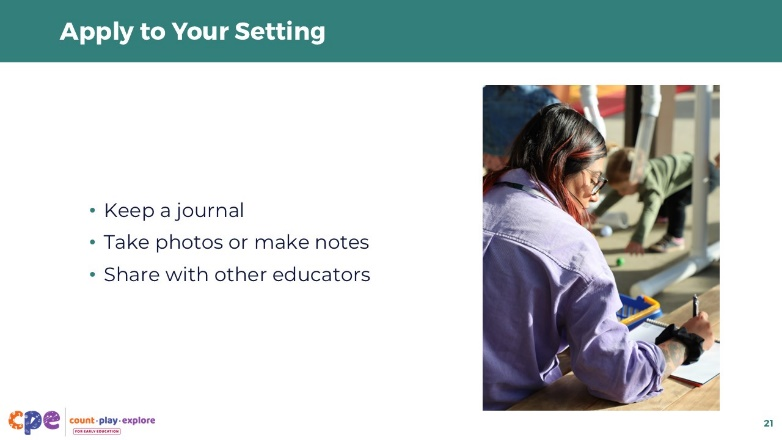 Apply to Your Setting
• Keep a journal
• Take photos or make notes
• Share with other educators
cpe
count·play·explore
FOR EARLY EDUCATION
21